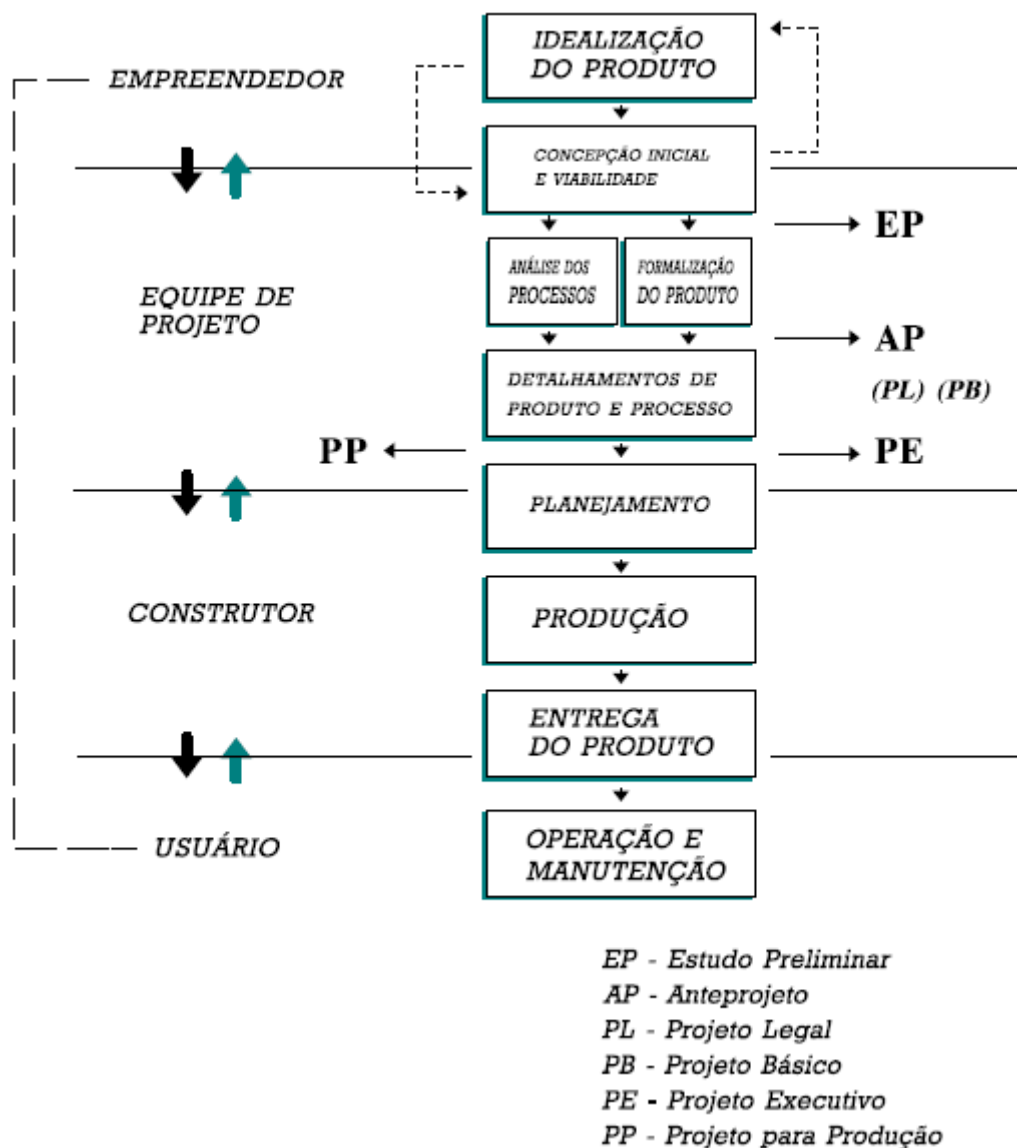 IDEALIZAÇÃO
DO PRODUTO
EMPREENDEDOR
CONCEPÇÃO INICIAL
E VIABILIDADE
EP
ANÁLISE DOS
PROCESSOS
FORMALIZAÇÃO
DO PRODUTO
EQUIPE DE
PROJETO
AP
(PL) (PB)
DETALHAMENTOS DE
PRODUTO E PROCESSO
PP
PE
PLANEJAMENTO
CONSTRUTOR
PRODUÇÃO
ENTREGA
DO PRODUTO
USUÁRIO
OPERAÇÃO E
MANUTENÇÃO
EP - Estudo Preliminar
AP - Anteprojeto
PL - Projeto Legal
PB - Projeto Básico
PE - Projeto Executivo
PP - Projeto para Produção